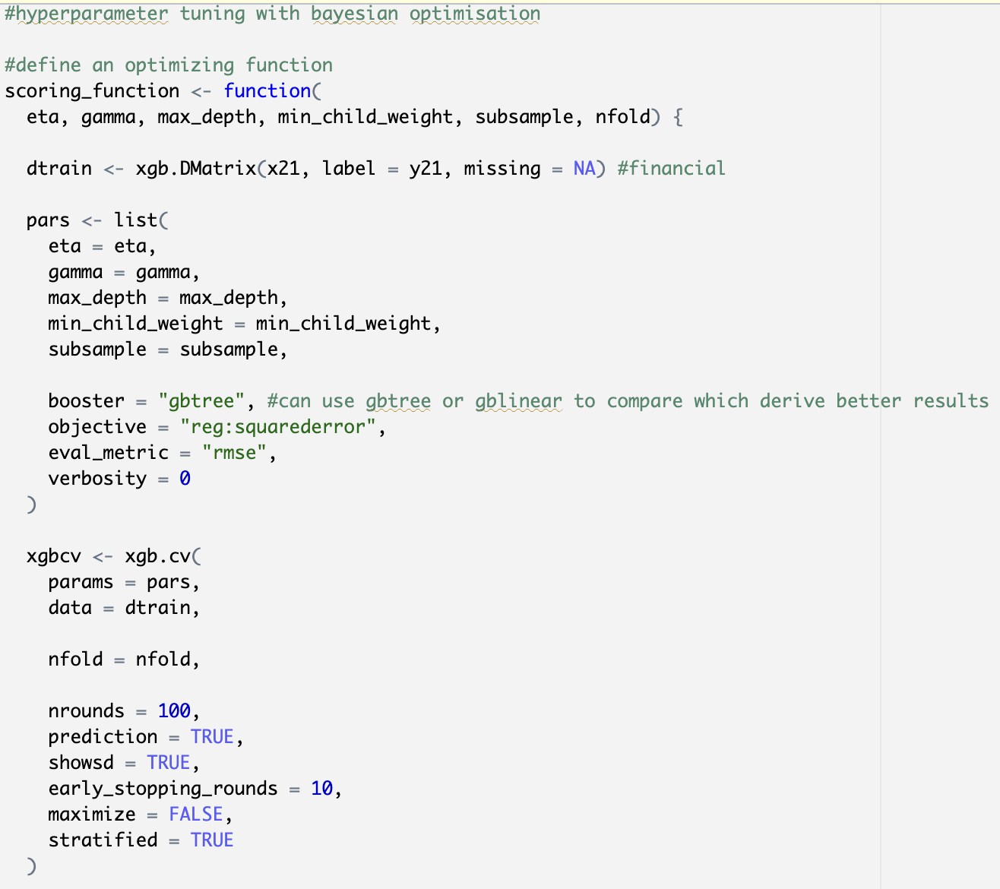 #hyperparameter tuning with bayesian optimisation
#define an optimizing function
scoring_function <- function(
  eta, gamma, max_depth, min_child_weight, subsample, nfold) {
  dtrain <- xgb.DMatrix(x21, label = y21, missing = NA) #financial
  pars <- list(
    eta = eta,
    gamma = gamma,
    max_depth = max_depth,
    min_child_weight = min_child_weight,
    subsample = subsample,
    booster = "gbtree", #can use gbtree or gblinear to compare which derive better results
    objective = "reg:squarederror",
    eval_metric = "rmse",
    verbosity = 0
  )
  xgbcv <- xgb.cv(
    params = pars,
    data = dtrain,
    nfold = nfold,
    nrounds = 100,
    prediction = TRUE,
    showsd = TRUE,
    early_stopping_rounds = 10,
    maximize = FALSE,
    stratified = TRUE
  )